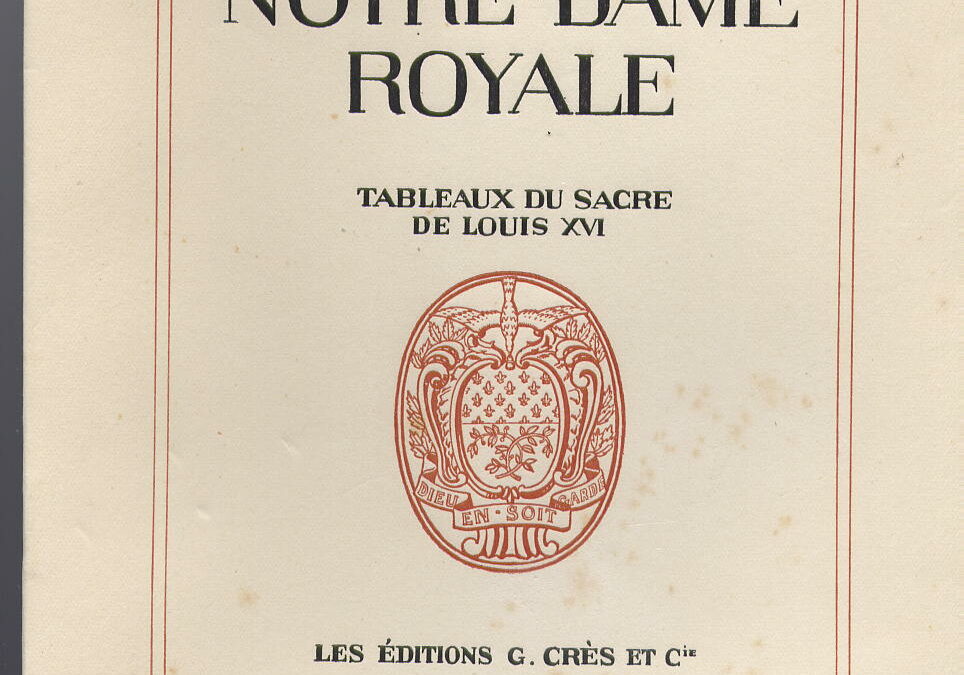 NOTRE DAME
ROYALE
TABLEAUX DU SACRE
DE LOUIS XVI
DIEU
EN·SOIT
GARDE
LES ÉDITIONS G. CRÈS ET Cⁱᴱ